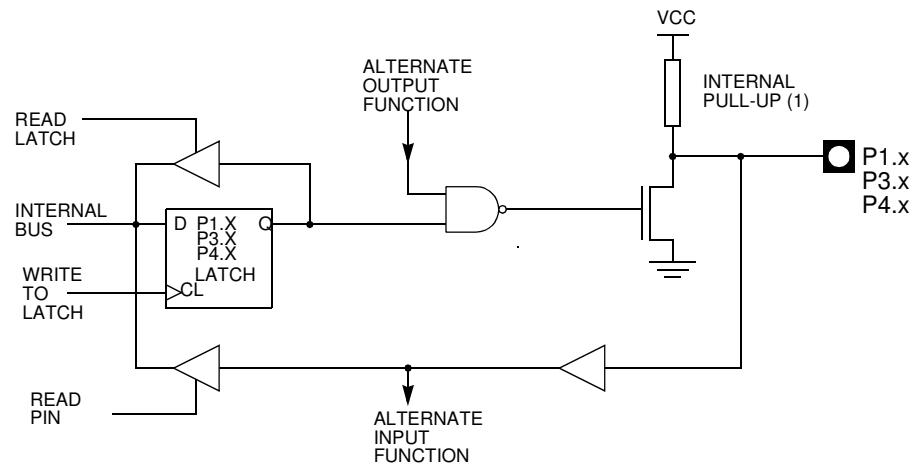 VCC
ALTERNATE
OUTPUT
FUNCTION
INTERNAL
PULL-UP (1)
READ
LATCH
P1.x
P3.x
P4.x
INTERNAL
BUS
D P1.X Q
P3.X
P4.X
LATCH
CL
WRITE
TO
LATCH
READ
PIN
ALTERNATE
INPUT
FUNCTION